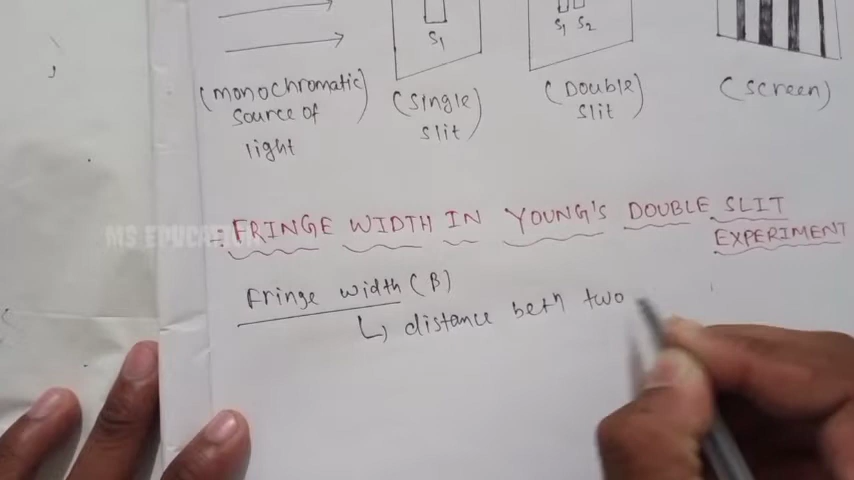 S1
S1 S2
(monochromatic)
source of
light
(single)
slit
(Double)
slit
(screen)
: FRINGE WIDTH IN YOUNG'S DOUBLE SLIT
EXPERIMENT
Fringe width (β)
↳ distance betn two
MS EDUCATION